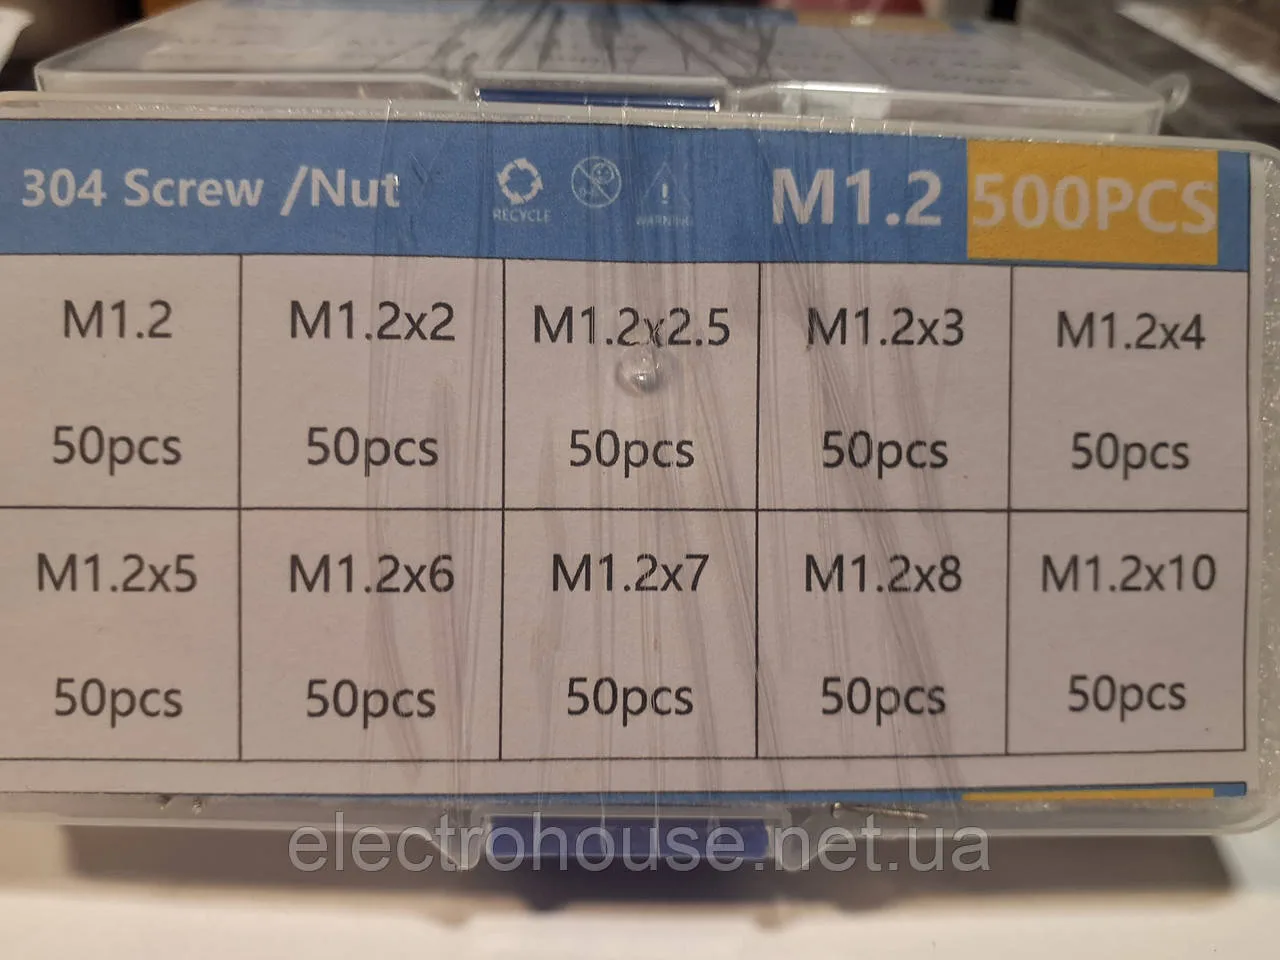 304 Screw /Nut
RECYCLE
WARNING
M1.2
500PCS
M1.2 M1.2x2 M1.2x2.5 M1.2x3 M1.2x4
50pcs 50pcs 50pcs 50pcs 50pcs
M1.2x5 M1.2x6 M1.2x7 M1.2x8 M1.2x10
50pcs 50pcs 50pcs 50pcs 50pcs
electrohouse.net.ua